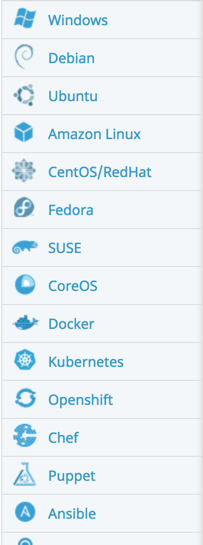 Windows
Debian
Ubuntu
Amazon Linux
CentOS/RedHat
Fedora
SUSE
CoreOS
Docker
Kubernetes
Openshift
Chef
Puppet
Ansible